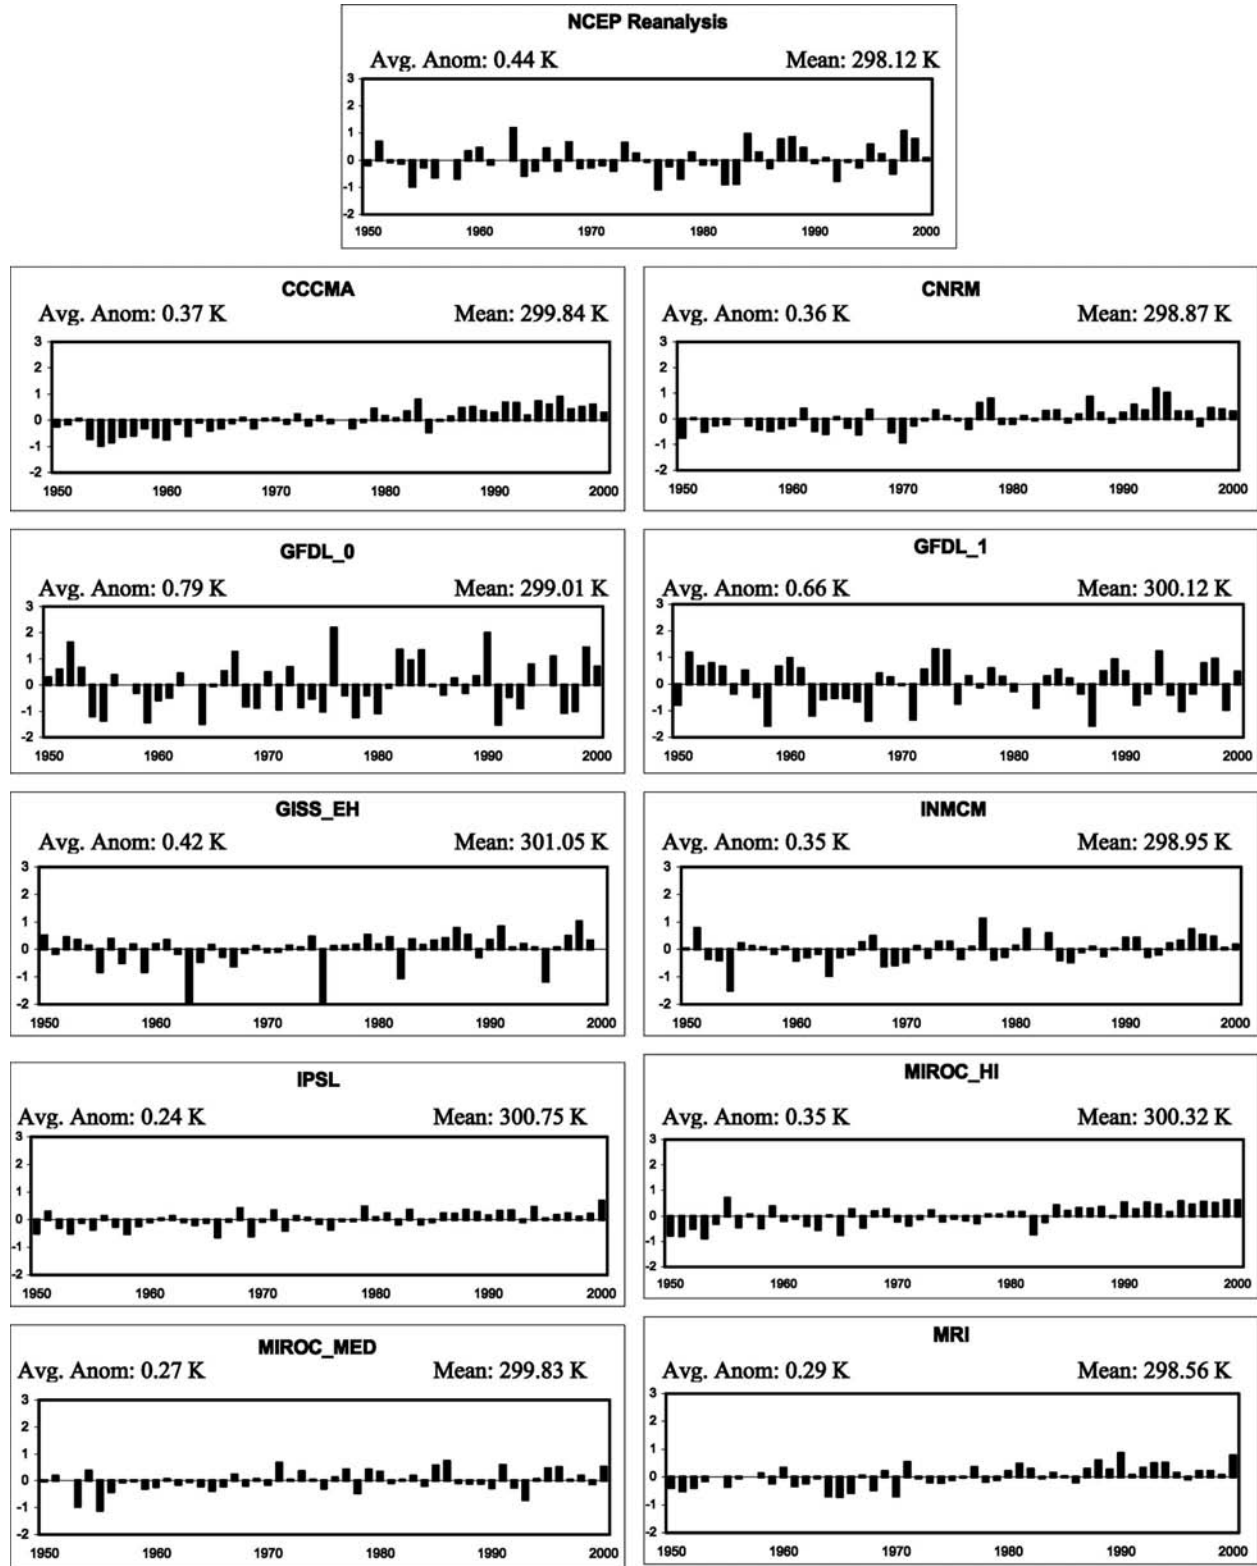 NCEP Reanalysis
Avg. Anom: 0.44 K Mean: 298.12 K
3
2
1
0
-1
-2
1950 1960 1970 1980 1990 2000
CCCMA
Avg. Anom: 0.37 K Mean: 299.84 K
3
2
1
0
-1
-2
1950 1960 1970 1980 1990 2000
CNRM
Avg. Anom: 0.36 K Mean: 298.87 K
3
2
1
0
-1
-2
1950 1960 1970 1980 1990 2000
GFDL_0
Avg. Anom: 0.79 K Mean: 299.01 K
3
2
1
0
-1
-2
1950 1960 1970 1980 1990 2000
GFDL_1
Avg. Anom: 0.66 K Mean: 300.12 K
3
2
1
0
-1
-2
1950 1960 1970 1980 1990 2000
GISS_EH
Avg. Anom: 0.42 K Mean: 301.05 K
3
2
1
0
-1
-2
1950 1960 1970 1980 1990 2000
INMCM
Avg. Anom: 0.35 K Mean: 298.95 K
3
2
1
0
-1
-2
1950 1960 1970 1980 1990 2000
IPSL
Avg. Anom: 0.24 K Mean: 300.75 K
3
2
1
0
-1
-2
1950 1960 1970 1980 1990 2000
MIROC_HI
Avg. Anom: 0.35 K Mean: 300.32 K
3
2
1
0
-1
-2
1950 1960 1970 1980 1990 2000
MIROC_MED
Avg. Anom: 0.27 K Mean: 299.83 K
3
2
1
0
-1
-2
1950 1960 1970 1980 1990 2000
MRI
Avg. Anom: 0.29 K Mean: 298.56 K
3
2
1
0
-1
-2
1950 1960 1970 1980 1990 2000